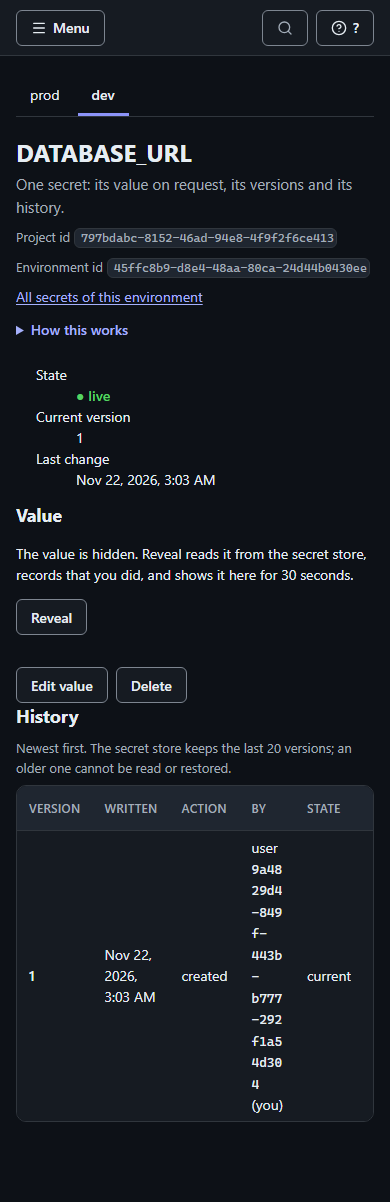 Menu
?
prod dev
DATABASE_URL
One secret: its value on request, its versions and its
history.
Project id 797bdabc-8152-46ad-94e8-4f9f2f6ce413
Environment id 45ffc8b9-d8e4-48aa-80ca-24d44b0430ee
All secrets of this environment
How this works
State
live
Current version
1
Last change
Nov 22, 2026, 3:03 AM
Value
The value is hidden. Reveal reads it from the secret store,
records that you did, and shows it here for 30 seconds.
Reveal
Edit value Delete
History
Newest first. The secret store keeps the last 20 versions; an
older one cannot be read or restored.
VERSION WRITTEN ACTION BY STATE
user
9a48
29d4
-849
f-
443b
-
b777
-292
f1a5
4d30
4
(you)
1 Nov 22,
2026,
3:03 AM created current